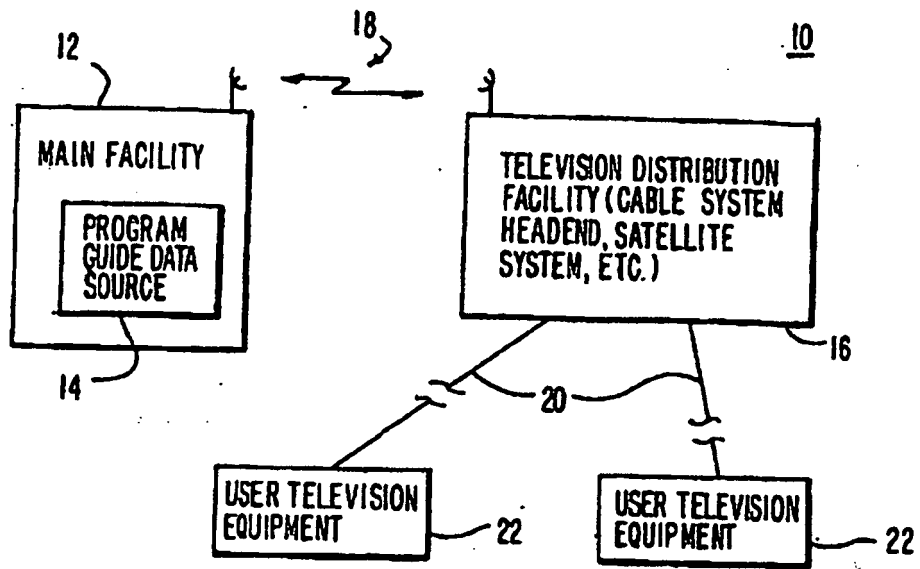 18
10
12
MAIN FACILITY
PROGRAM
GUIDE DATA
SOURCE
14
TELEVISION DISTRIBUTION
FACILITY (CABLE SYSTEM
HEADEND, SATELLITE
SYSTEM, ETC.)
16
20
USER TELEVISION
EQUIPMENT
22
USER TELEVISION
EQUIPMENT
22